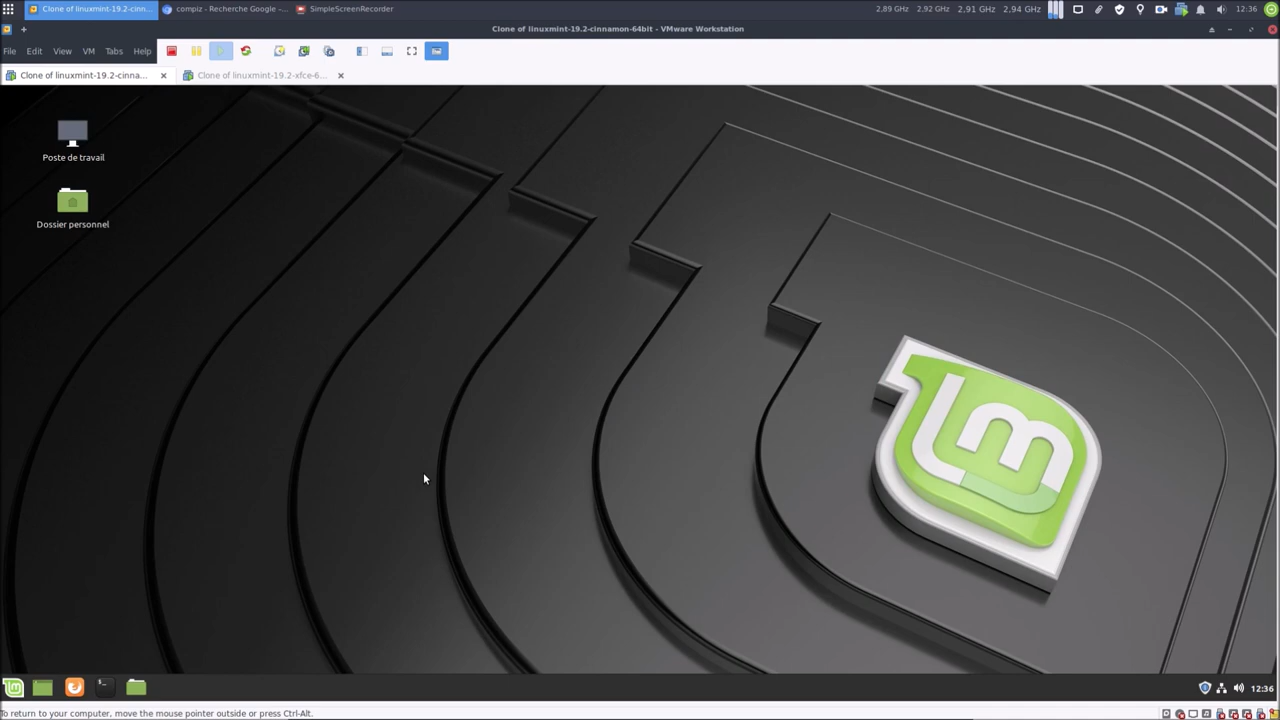 Clone of linuxmint-19.2-cinn...
compiz - Recherche Google -...
SimpleScreenRecorder
2.89 GHz
2.92 GHz
2,91 GHz
2,94 GHz
12:36
Clone of linuxmint-19.2-cinnamon-64bit - VMware Workstation
File Edit View VM Tabs Help
Clone of linuxmint-19.2-cinna...
Clone of linuxmint-19.2-xfce-6...
Poste de travail
Dossier personnel
12:36
To return to your computer, move the mouse pointer outside or press Ctrl-Alt.